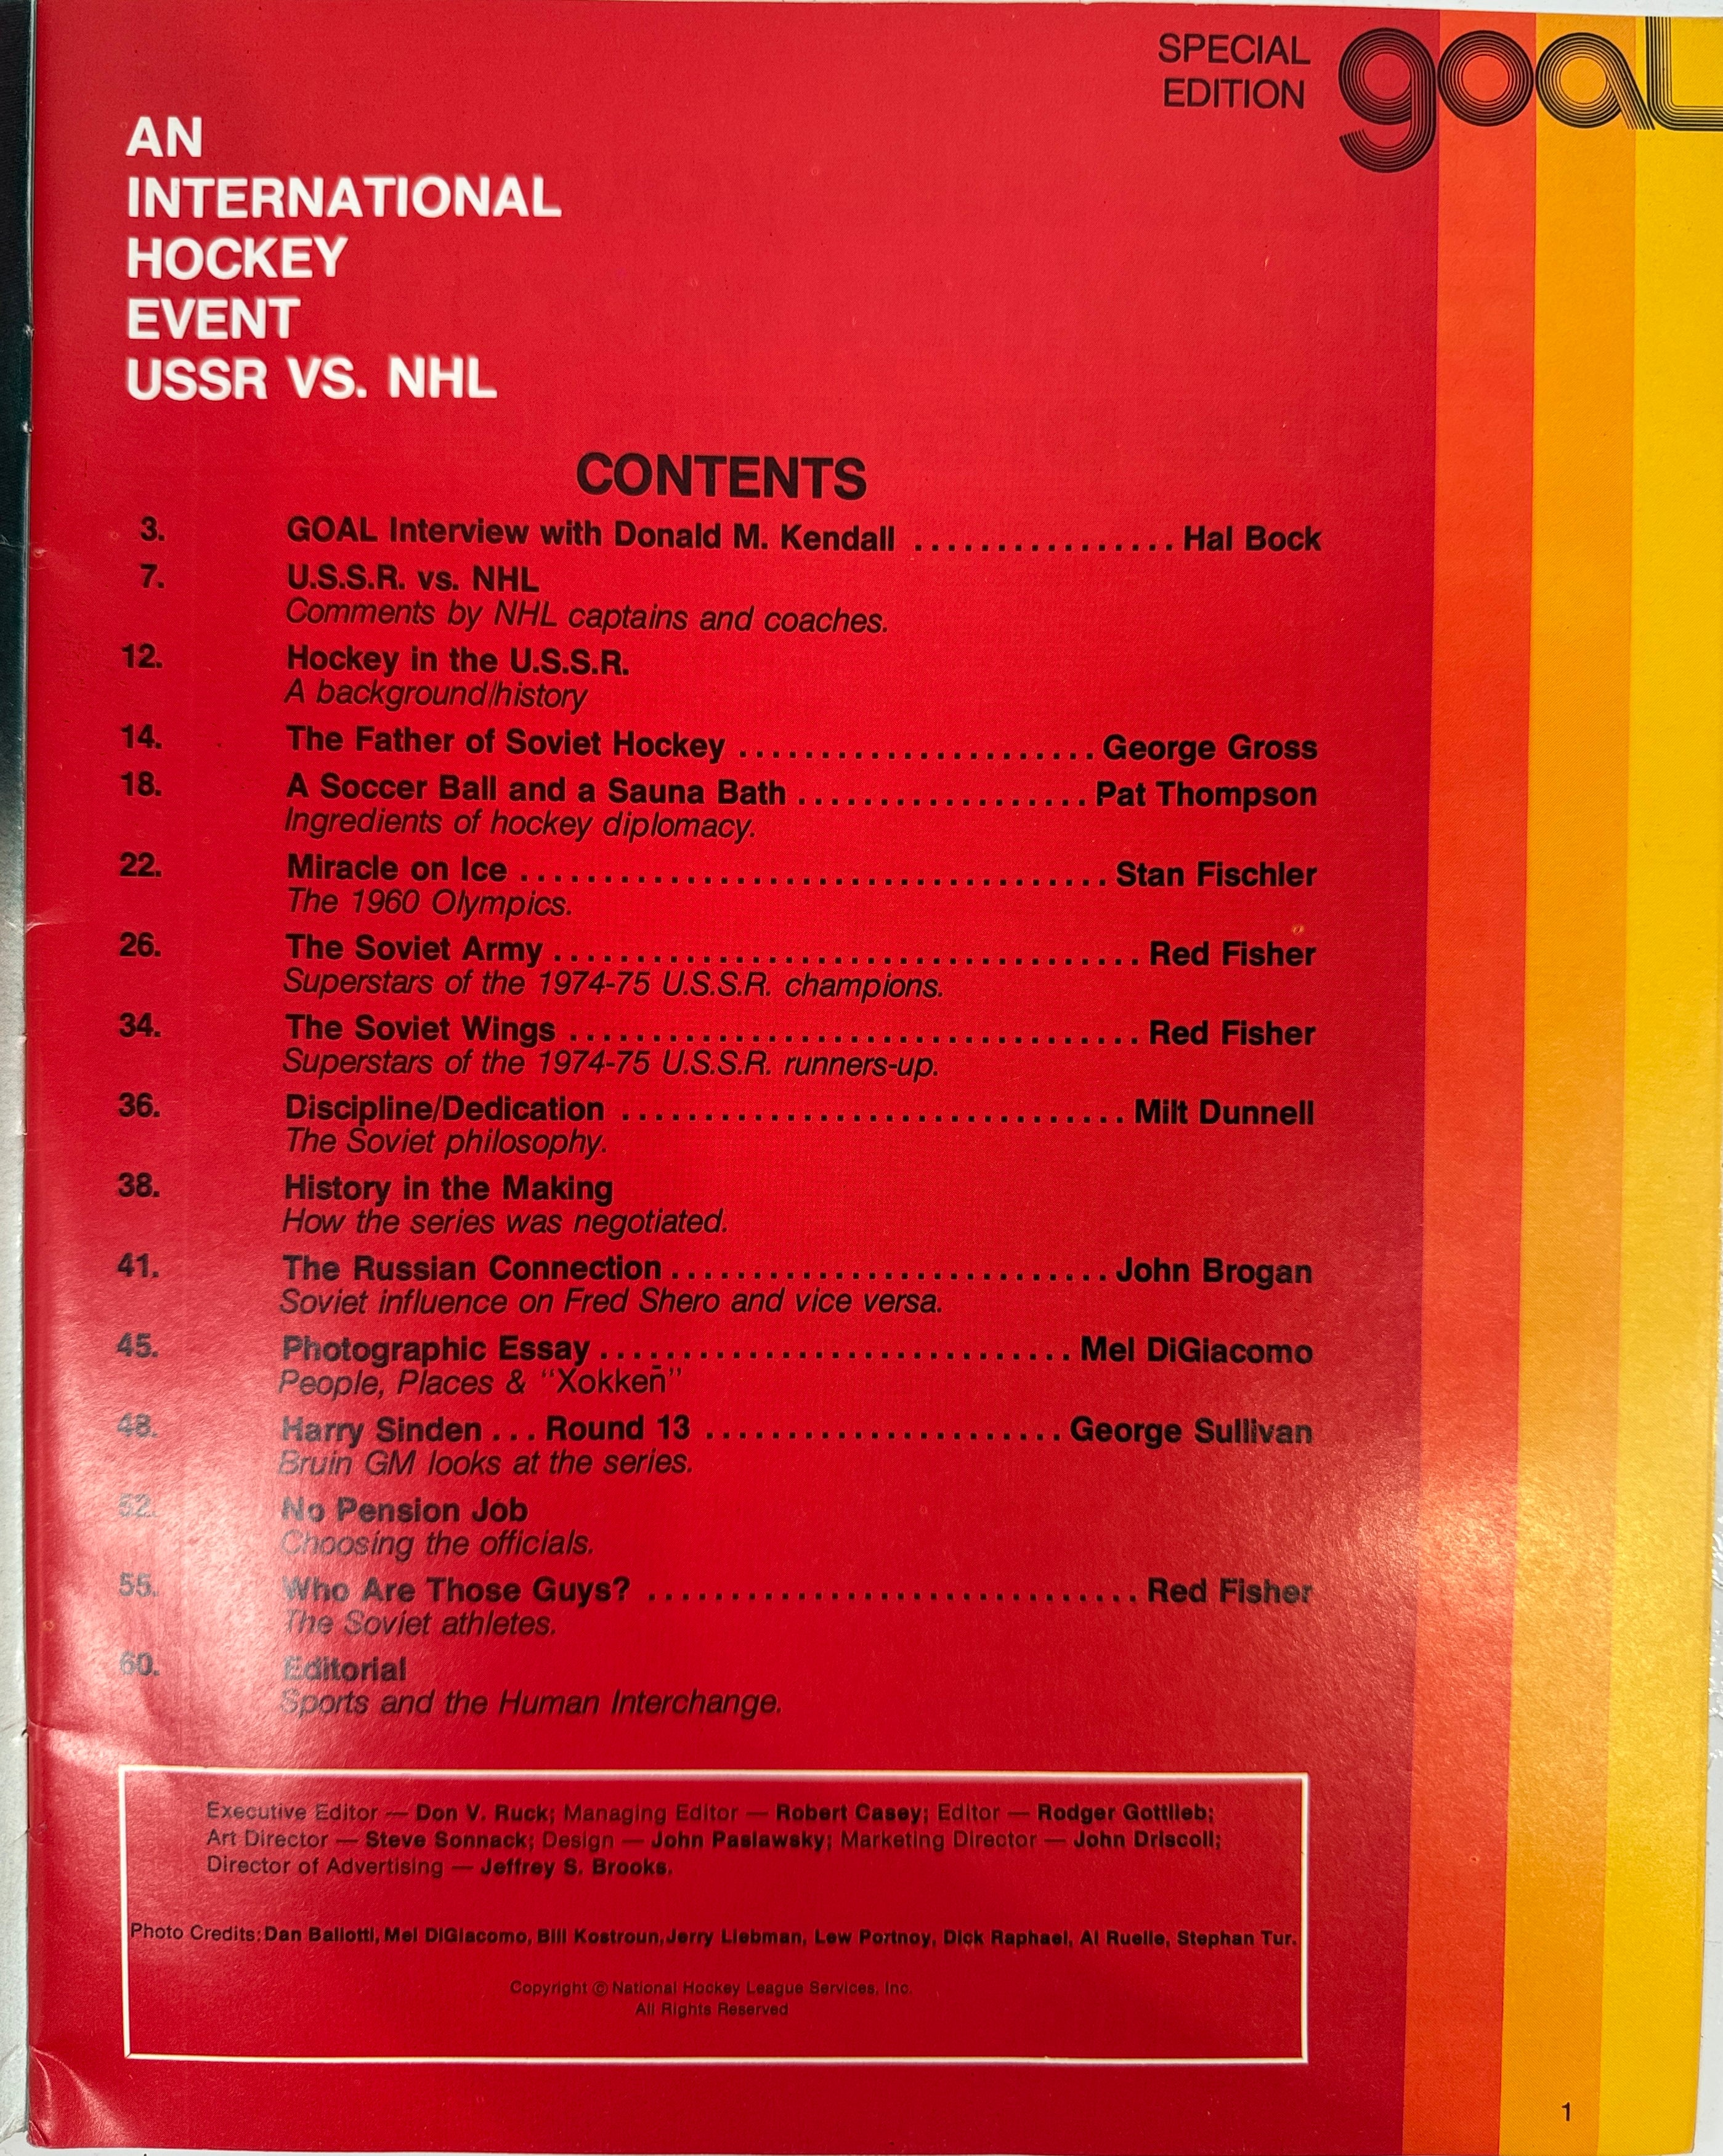 SPECIAL
EDITION
goal
AN
INTERNATIONAL
HOCKEY
EVENT
USSR VS. NHL
CONTENTS
3. GOAL Interview with Donald M. Kendall ................ Hal Bock
7. U.S.S.R. vs. NHL
Comments by NHL captains and coaches.
12. Hockey in the U.S.S.R.
A background/history
14. The Father of Soviet Hockey ...................... George Gross
18. A Soccer Ball and a Sauna Bath .................. Pat Thompson
Ingredients of hockey diplomacy.
22. Miracle on Ice .................................... Stan Fischler
The 1960 Olympics.
26. The Soviet Army .................................... Red Fisher
Superstars of the 1974-75 U.S.S.R. champions.
34. The Soviet Wings ................................... Red Fisher
Superstars of the 1974-75 U.S.S.R. runners-up.
36. Discipline/Dedication ............................... Milt Dunnell
The Soviet philosophy.
38. History in the Making
How the series was negotiated.
41. The Russian Connection ........................... John Brogan
Soviet influence on Fred Shero and vice versa.
45. Photographic Essay ............................. Mel DiGiacomo
People, Places & "Xokkeñ"
48. Harry Sinden ... Round 13 ...................... George Sullivan
Bruin GM looks at the series.
52. No Pension Job
Choosing the officials.
55. Who Are Those Guys? .............................. Red Fisher
The Soviet athletes.
60. Editorial
Sports and the Human Interchange.
Executive Editor — Don V. Ruck; Managing Editor — Robert Casey; Editor — Rodger Gottlieb;
Art Director — Steve Sonnack; Design — John Paslawsky; Marketing Director — John Driscoll;
Director of Advertising — Jeffrey S. Brooks.
Photo Credits: Dan Baliotti, Mel DiGiacomo, Bill Kostroun, Jerry Liebman, Lew Portnoy, Dick Raphael, Al Ruelle, Stephan Tur.
Copyright © National Hockey League Services, Inc.
All Rights Reserved
1